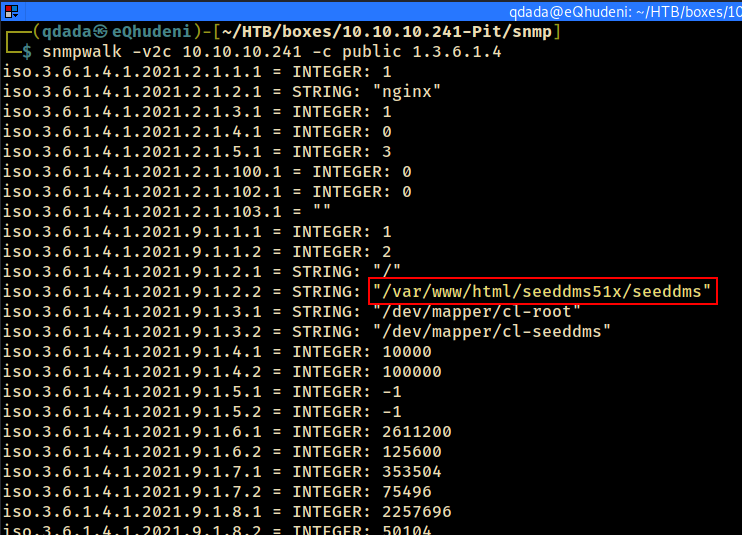 qdada@eQhudeni: ~/HTB/boxes/10
(qdada㉿eQhudeni)-[~/HTB/boxes/10.10.10.241-Pit/snmp]
$ snmpwalk -v2c 10.10.10.241 -c public 1.3.6.1.4
iso.3.6.1.4.1.2021.2.1.1.1 = INTEGER: 1
iso.3.6.1.4.1.2021.2.1.2.1 = STRING: "nginx"
iso.3.6.1.4.1.2021.2.1.3.1 = INTEGER: 1
iso.3.6.1.4.1.2021.2.1.4.1 = INTEGER: 0
iso.3.6.1.4.1.2021.2.1.5.1 = INTEGER: 3
iso.3.6.1.4.1.2021.2.1.100.1 = INTEGER: 0
iso.3.6.1.4.1.2021.2.1.102.1 = INTEGER: 0
iso.3.6.1.4.1.2021.2.1.103.1 = ""
iso.3.6.1.4.1.2021.9.1.1.1 = INTEGER: 1
iso.3.6.1.4.1.2021.9.1.1.2 = INTEGER: 2
iso.3.6.1.4.1.2021.9.1.2.1 = STRING: "/"
iso.3.6.1.4.1.2021.9.1.2.2 = STRING: "/var/www/html/seeddms51x/seeddms"
iso.3.6.1.4.1.2021.9.1.3.1 = STRING: "/dev/mapper/cl-root"
iso.3.6.1.4.1.2021.9.1.3.2 = STRING: "/dev/mapper/cl-seeddms"
iso.3.6.1.4.1.2021.9.1.4.1 = INTEGER: 10000
iso.3.6.1.4.1.2021.9.1.4.2 = INTEGER: 100000
iso.3.6.1.4.1.2021.9.1.5.1 = INTEGER: -1
iso.3.6.1.4.1.2021.9.1.5.2 = INTEGER: -1
iso.3.6.1.4.1.2021.9.1.6.1 = INTEGER: 2611200
iso.3.6.1.4.1.2021.9.1.6.2 = INTEGER: 125600
iso.3.6.1.4.1.2021.9.1.7.1 = INTEGER: 353504
iso.3.6.1.4.1.2021.9.1.7.2 = INTEGER: 75496
iso.3.6.1.4.1.2021.9.1.8.1 = INTEGER: 2257696
iso.3.6.1.4.1.2021.9.1.8.2 = INTEGER: 50104